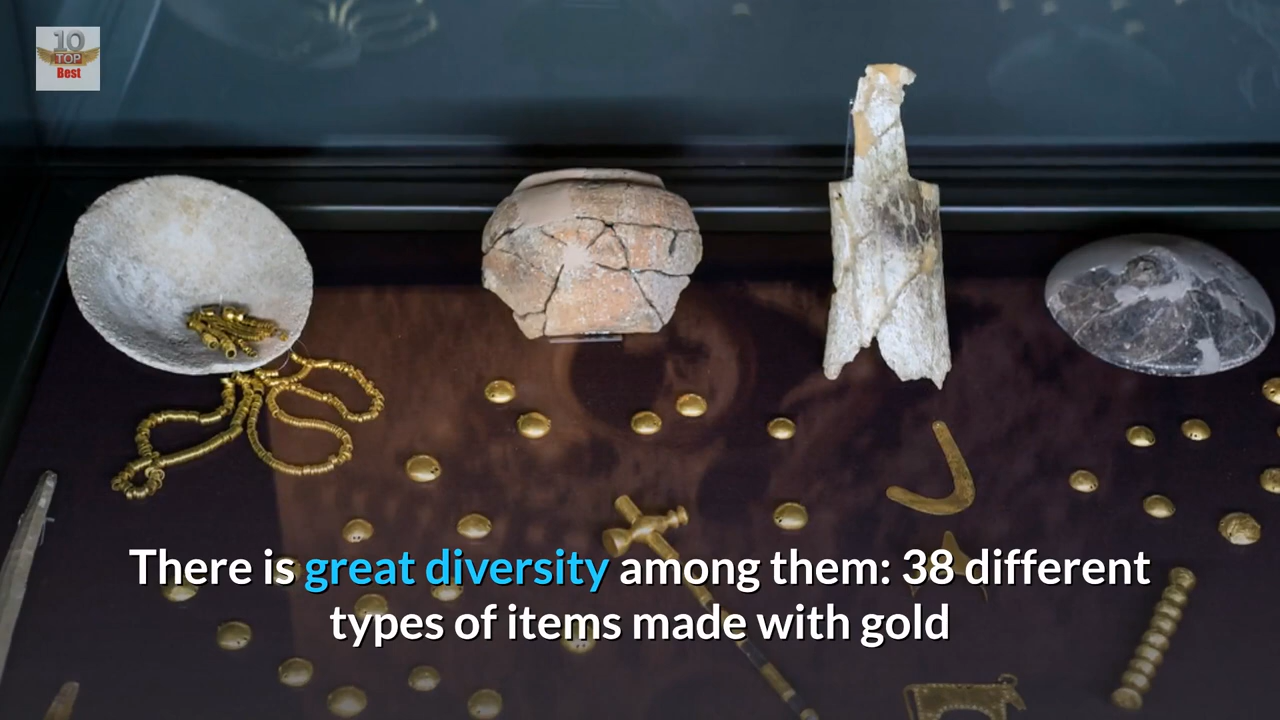 10
TOP
Best
There is great diversity among them: 38 different
types of items made with gold